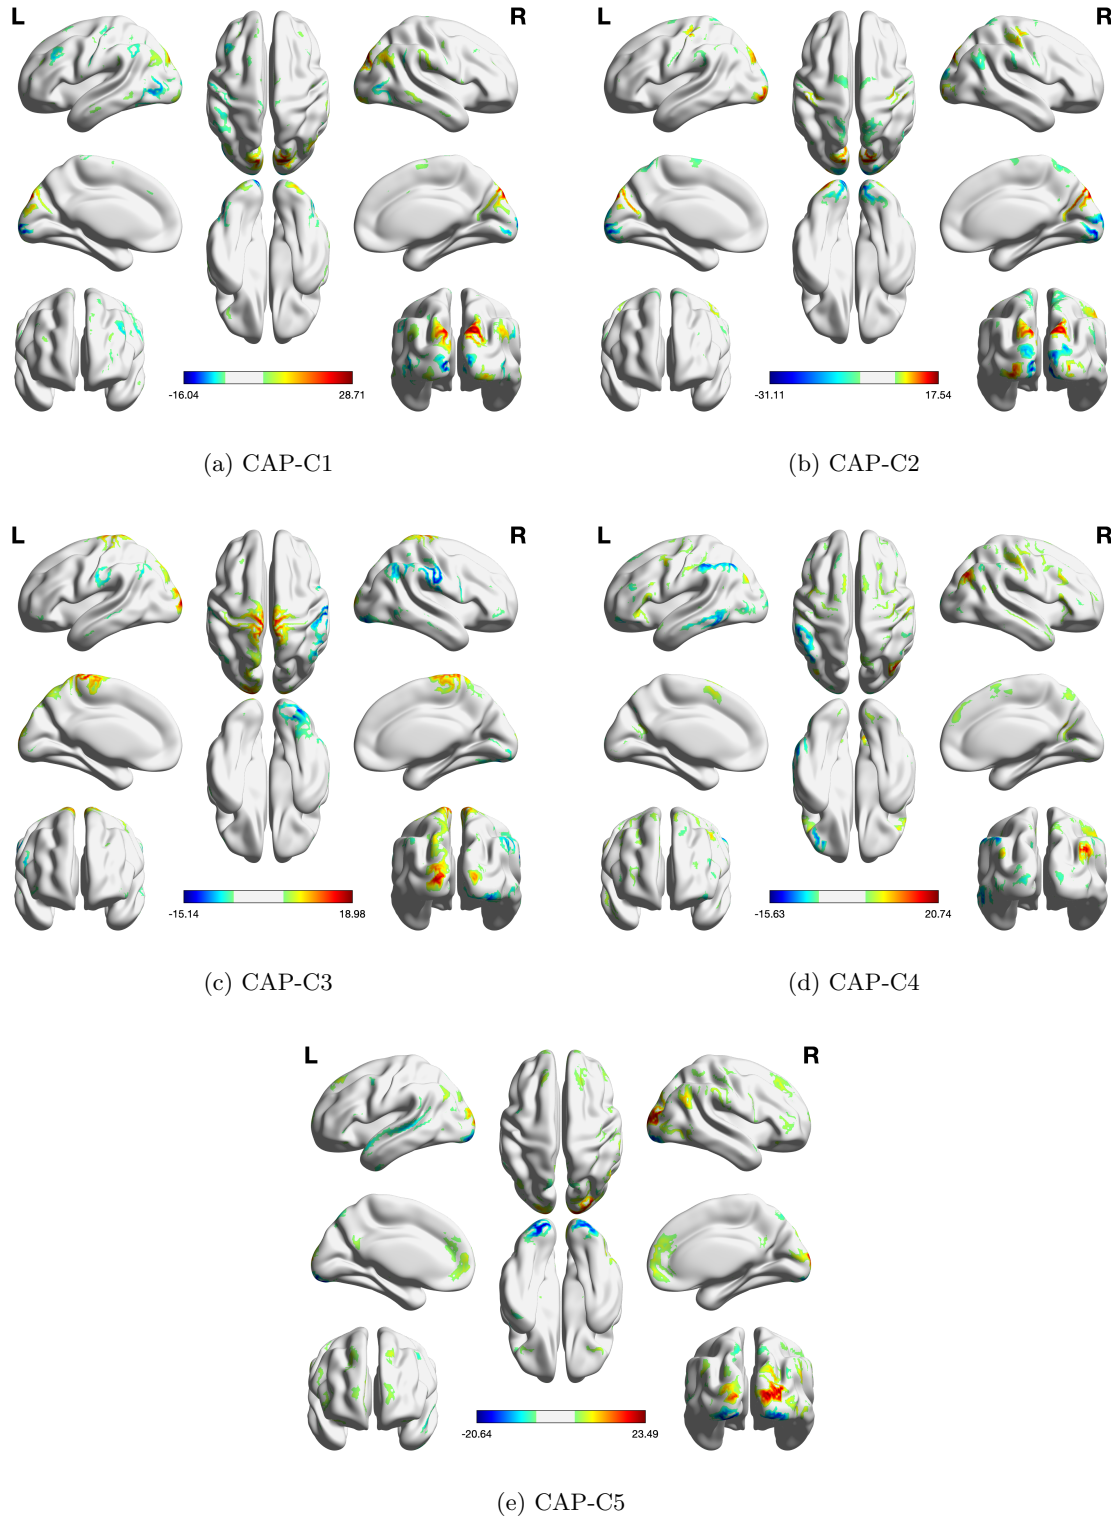 L R
-16.04 28.71
(a) CAP-C1
L R
-31.11 17.54
(b) CAP-C2
L R
-15.14 18.98
(c) CAP-C3
L R
-15.63 20.74
(d) CAP-C4
L R
-20.64 23.49
(e) CAP-C5